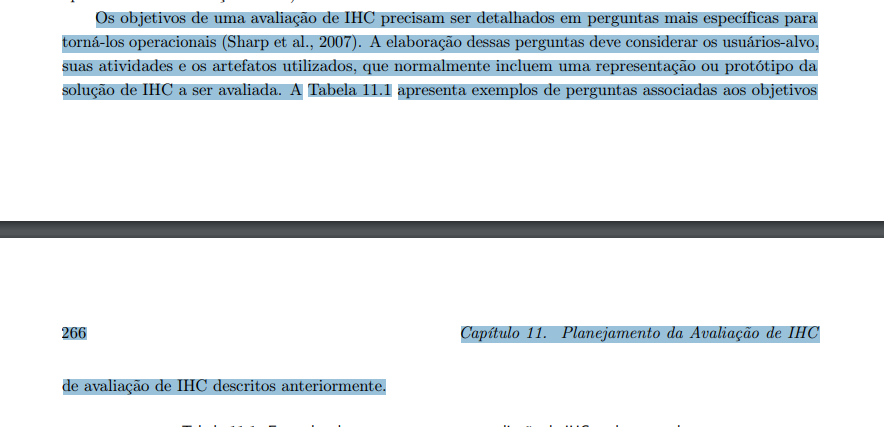 Os objetivos de uma avaliação de IHC precisam ser detalhados em perguntas mais específicas para
torná-los operacionais (Sharp et al., 2007). A elaboração dessas perguntas deve considerar os usuários-alvo,
suas atividades e os artefatos utilizados, que normalmente incluem uma representação ou protótipo da
solução de IHC a ser avaliada. A Tabela 11.1 apresenta exemplos de perguntas associadas aos objetivos
266 Capítulo 11. Planejamento da Avaliação de IHC
de avaliação de IHC descritos anteriormente.